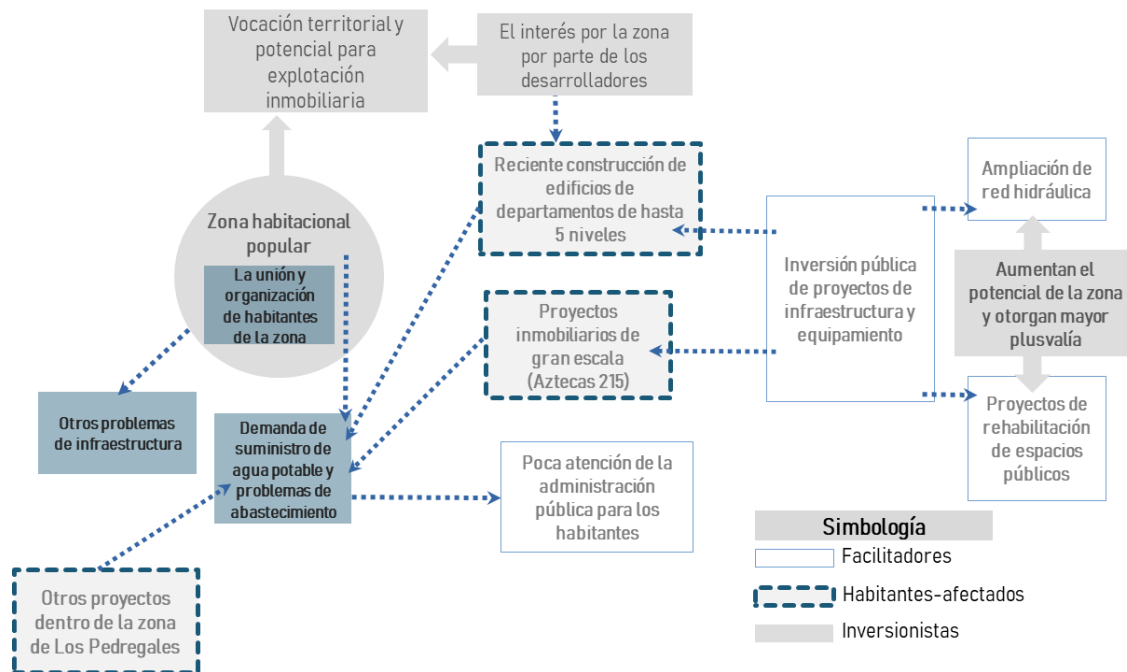 Vocación territorial y
potencial para
explotación
inmobiliaria
El interés por la zona
por parte de los
desarrolladores
Reciente construcción de
edificios de
departamentos de hasta
5 niveles
Ampliación de
red hidráulica
Zona habitacional
popular
La unión y
organización
de habitantes
de la zona
Inversión pública
de proyectos de
infraestructura y
equipamiento
Aumentan el
potencial de la zona
y otorgan mayor
plusvalía
Proyectos
inmobiliarios de
gran escala
(Aztecas 215)
Otros problemas
de infraestructura
Demanda de
suministro de
agua potable y
problemas de
abastecimiento
Poca atención de la
administración
pública para los
habitantes
Proyectos de
rehabilitación
de espacios
públicos
Otros proyectos
dentro de la zona
de Los Pedregales
Simbología
Facilitadores
Habitantes-afectados
Inversionistas